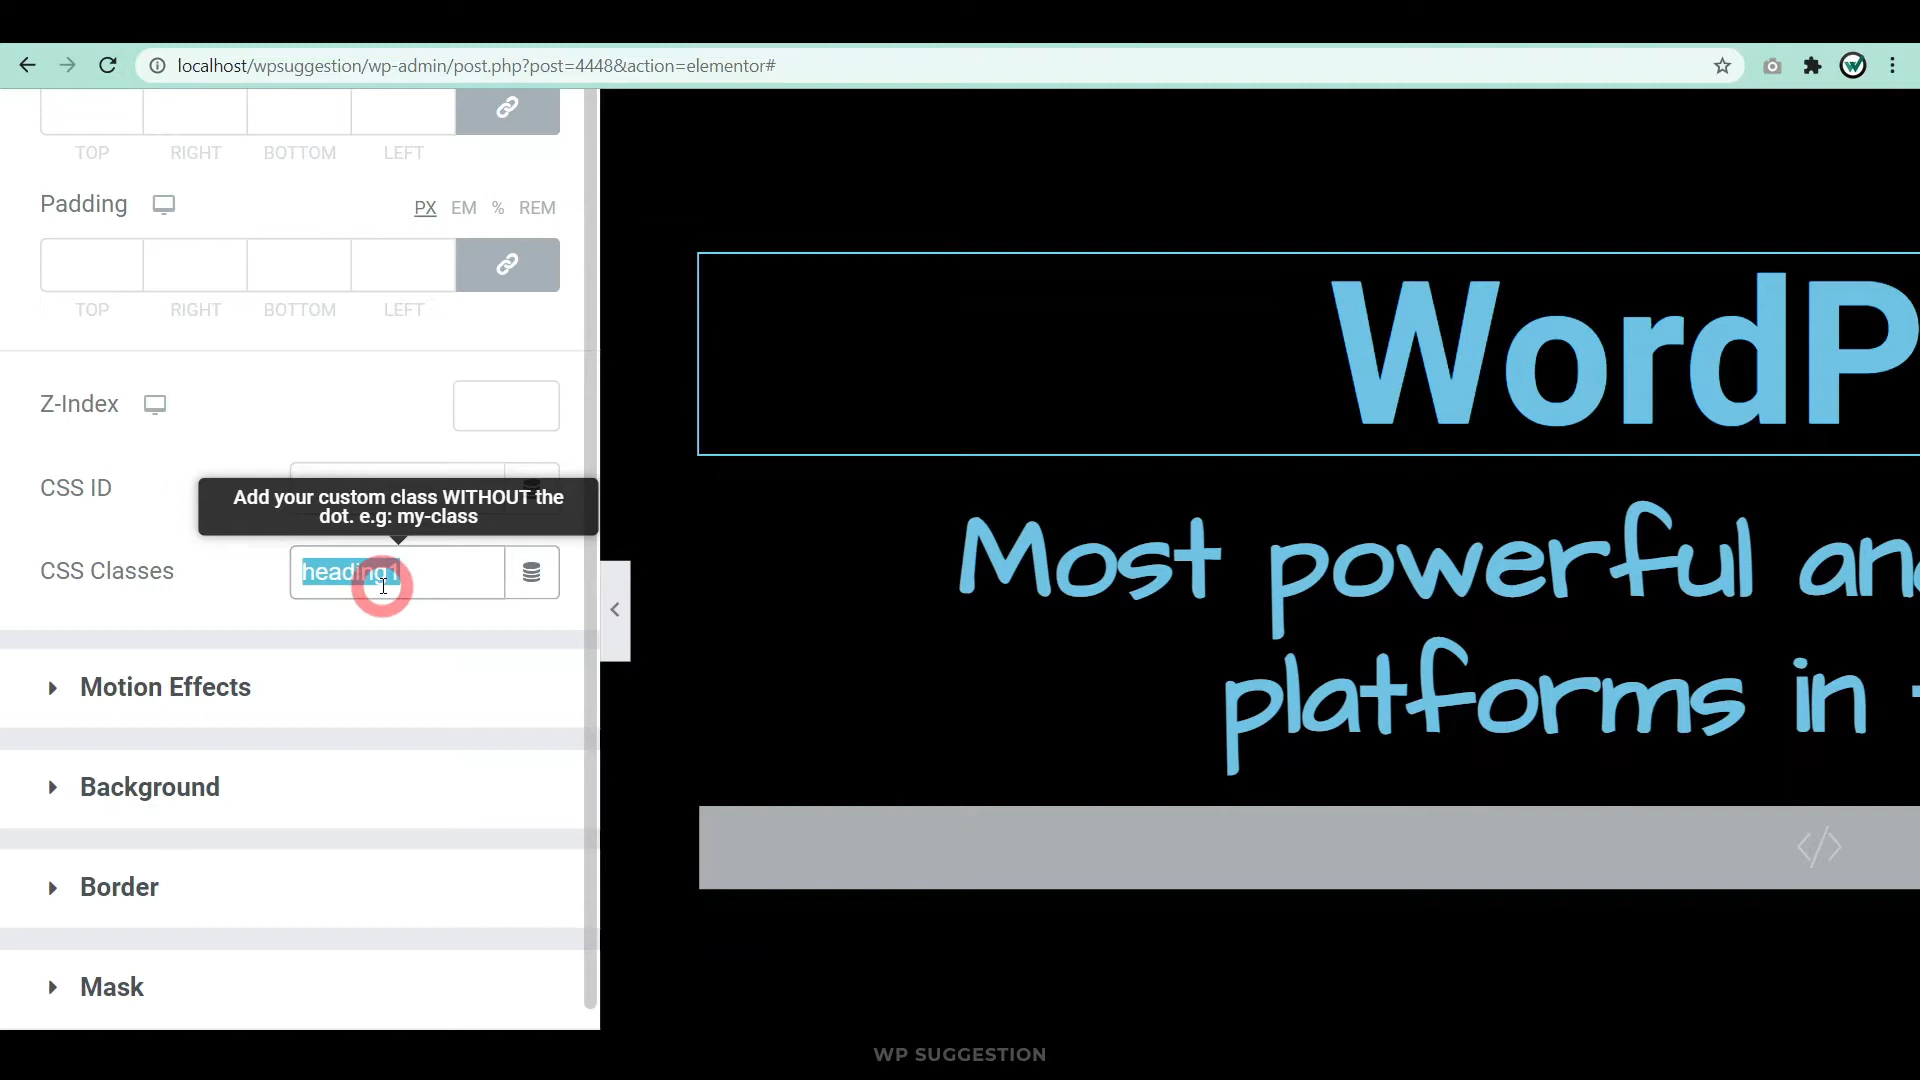 localhost/wpsuggestion/wp-admin/post.php?post=4448&action=elementor#
TOP RIGHT BOTTOM LEFT
Padding PX EM % REM
TOP RIGHT BOTTOM LEFT
Z-Index
CSS ID
Add your custom class WITHOUT the
dot. e.g: my-class
CSS Classes heading1
Motion Effects
Background
Border
Mask
WordP
Most powerful an
platforms in t
</>
WP SUGGESTION